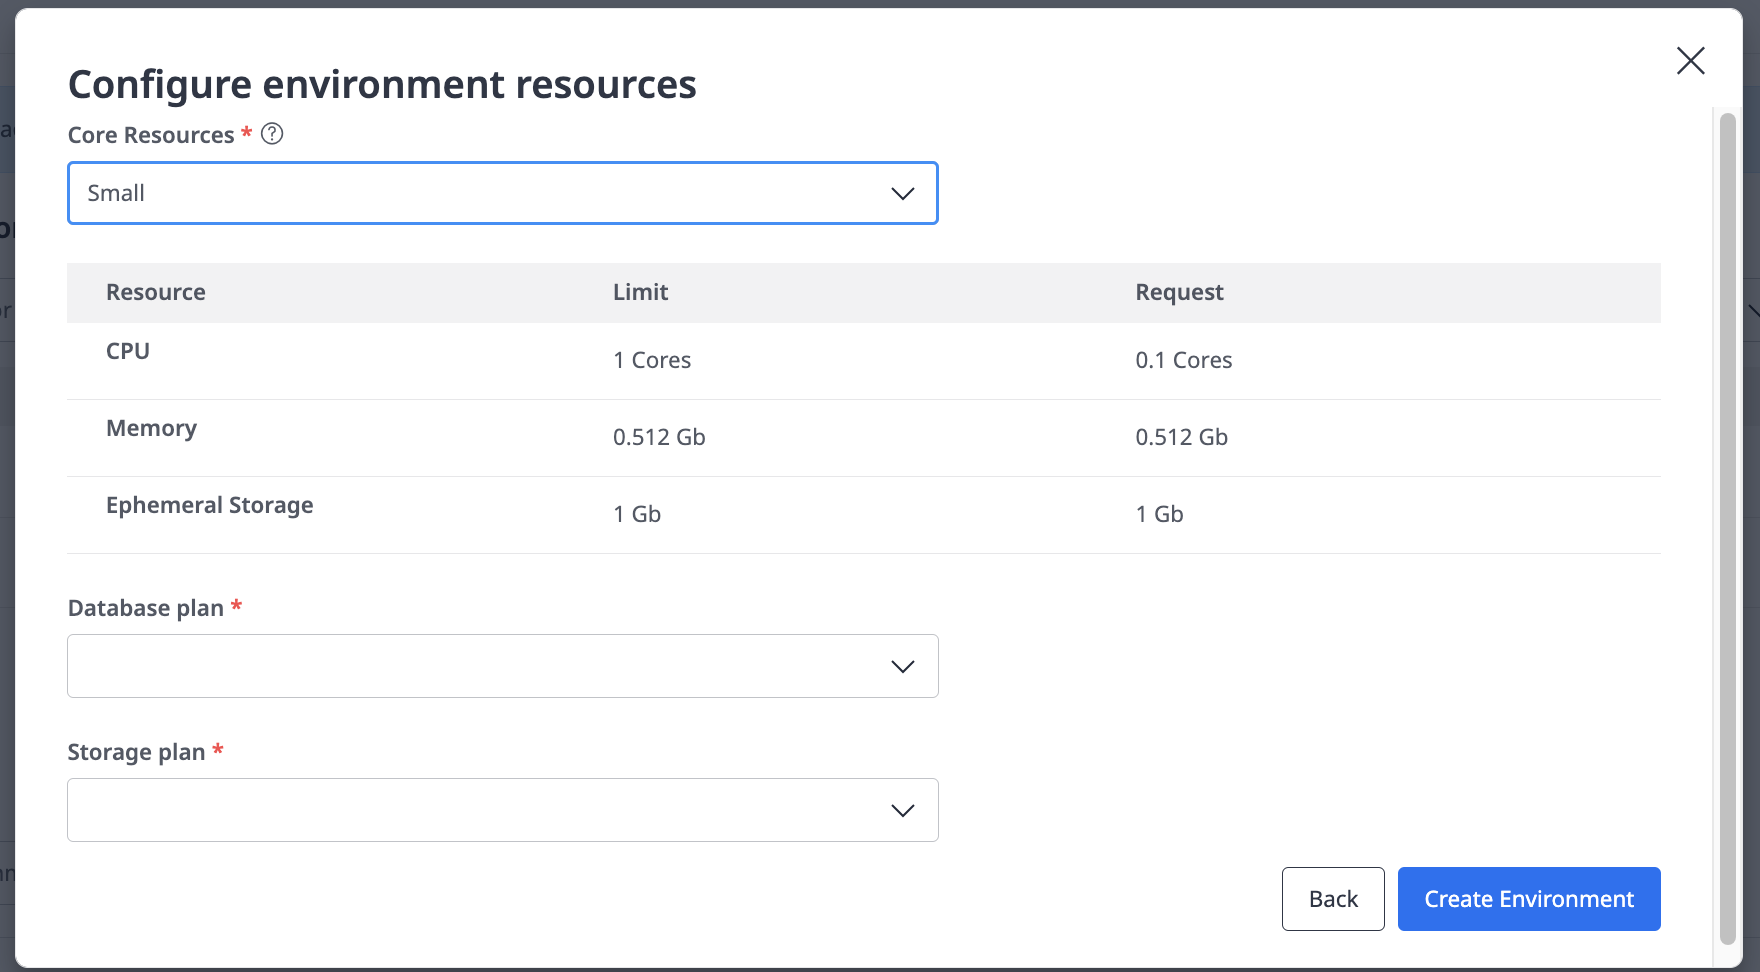 Configure environment resources
Core Resources *
Small
Resource Limit Request
CPU 1 Cores 0.1 Cores
Memory 0.512 Gb 0.512 Gb
Ephemeral Storage 1 Gb 1 Gb
Database plan *
Storage plan *
Back Create Environment